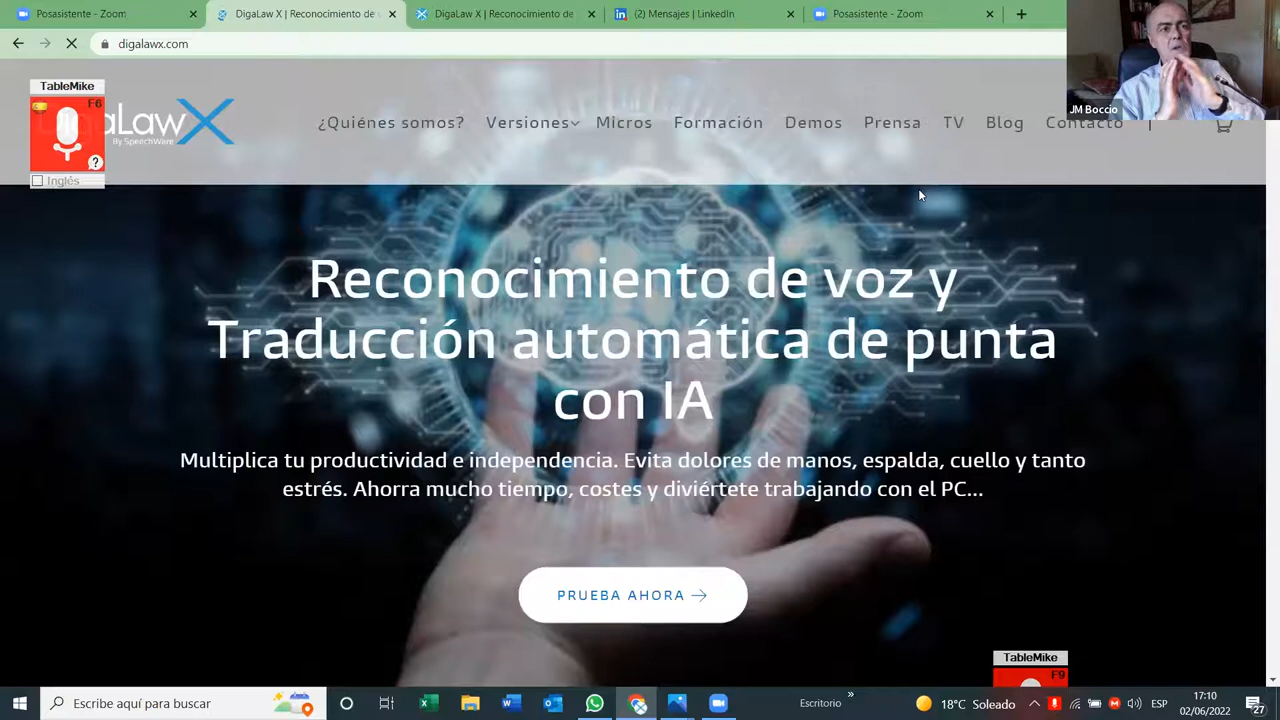 Posasistente - Zoom
DigaLaw X | Reconocimiento de
DigaLaw X | Reconocimiento de
(2) Mensajes | LinkedIn
Posasistente - Zoom
digalawx.com
JM Boccio
TableMike
F6
Inglés
LawX
By SpeechWare
¿Quiénes somos?
Versiones
Micros
Formación
Demos
Prensa
TV
Blog
Contacto
Reconocimiento de voz y
Traducción automática de punta
con IA
Multiplica tu productividad e independencia. Evita dolores de manos, espalda, cuello y tanto
estrés. Ahorra mucho tiempo, costes y diviértete trabajando con el PC...
PRUEBA AHORA →
TableMike
F9
Escribe aquí para buscar
Escritorio
18°C Soleado
ESP
17:10
02/06/2022
27